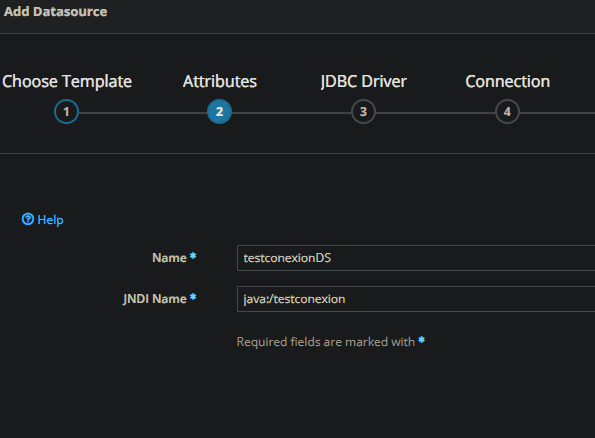 Add Datasource
Choose Template Attributes JDBC Driver Connection
1 2 3 4
Help
Name *
testconexionDS
JNDI Name *
java:/testconexion
Required fields are marked with *